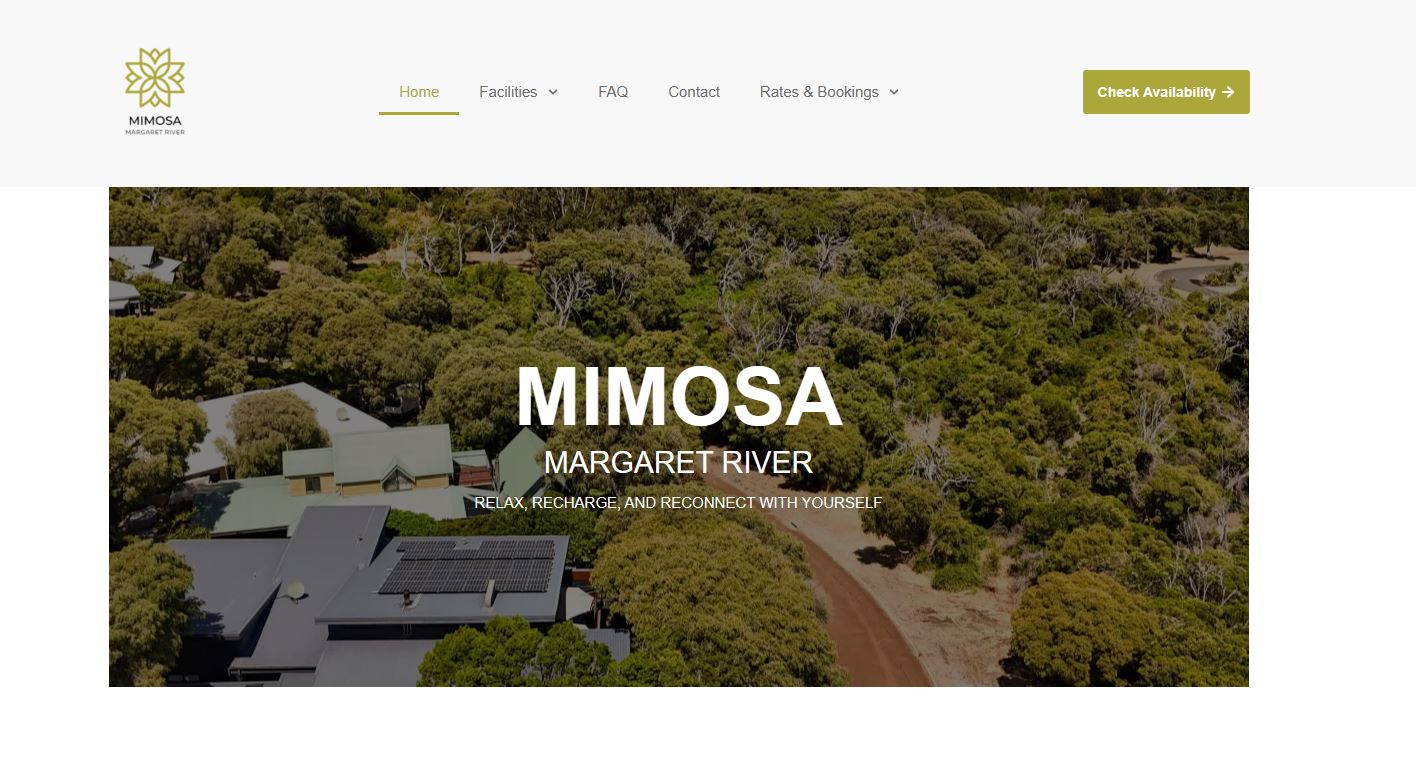 MIMOSA
MARGARET RIVER
Home
Facilities
FAQ
Contact
Rates & Bookings
Check Availability
MIMOSA
MARGARET RIVER
RELAX, RECHARGE, AND RECONNECT WITH YOURSELF